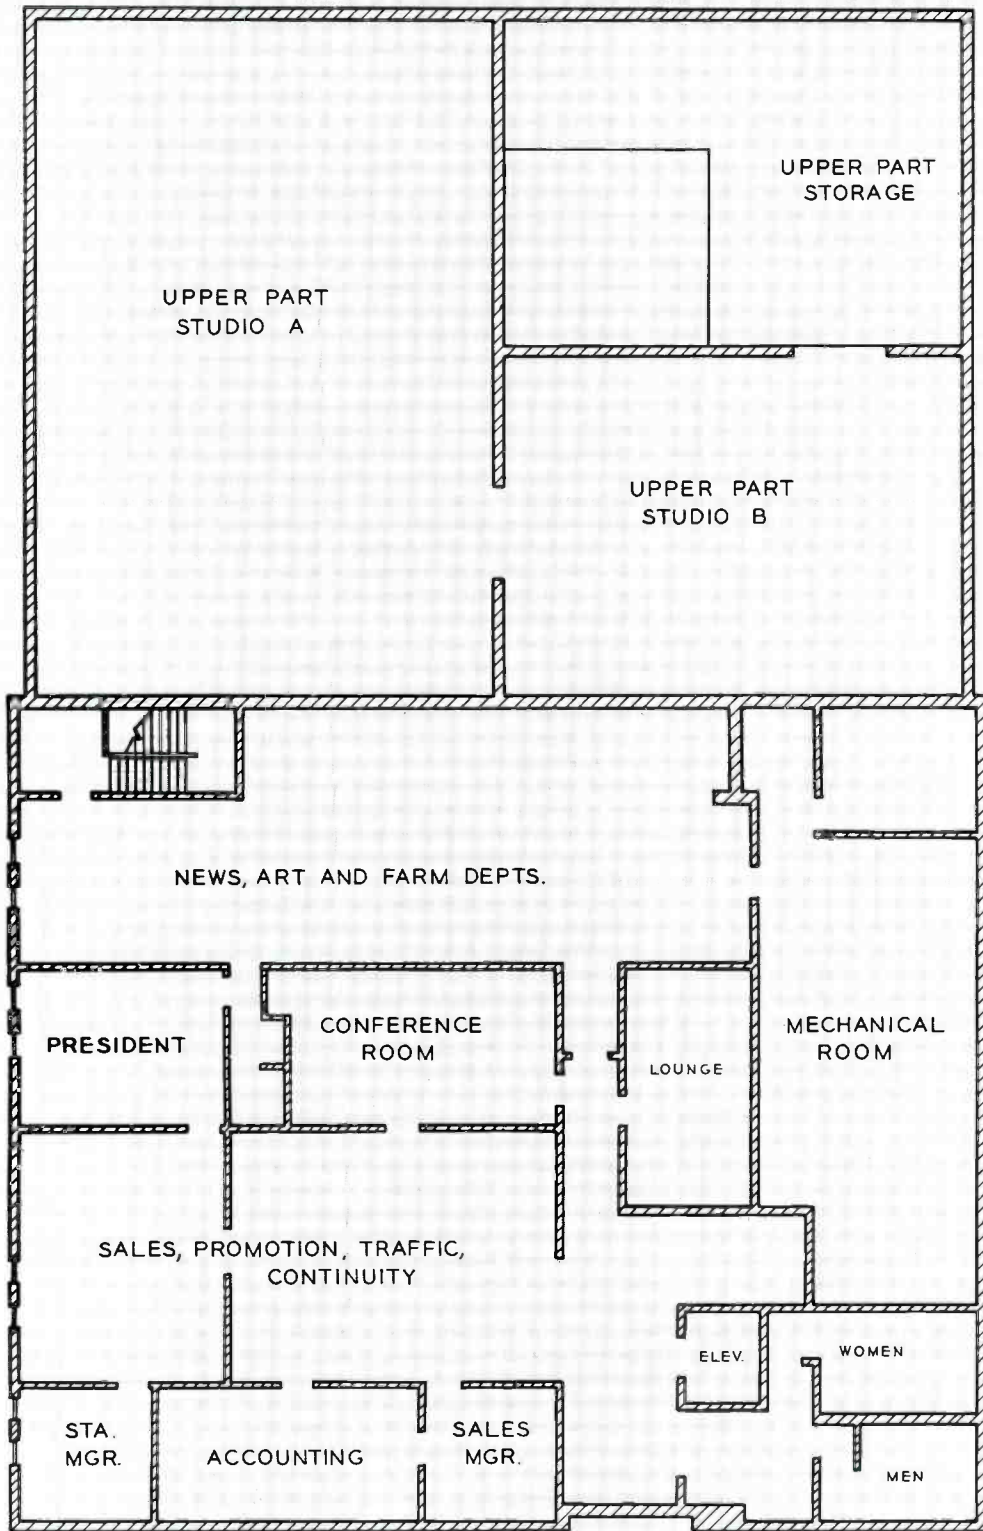 UPPER PART
STORAGE
UPPER PART
STUDIO A
UPPER PART
STUDIO B
NEWS, ART AND FARM DEPTS.
PRESIDENT
CONFERENCE
ROOM
LOUNGE
MECHANICAL
ROOM
SALES, PROMOTION, TRAFFIC,
CONTINUITY
ELEV.
WOMEN
STA.
MGR.
ACCOUNTING
SALES
MGR.
MEN